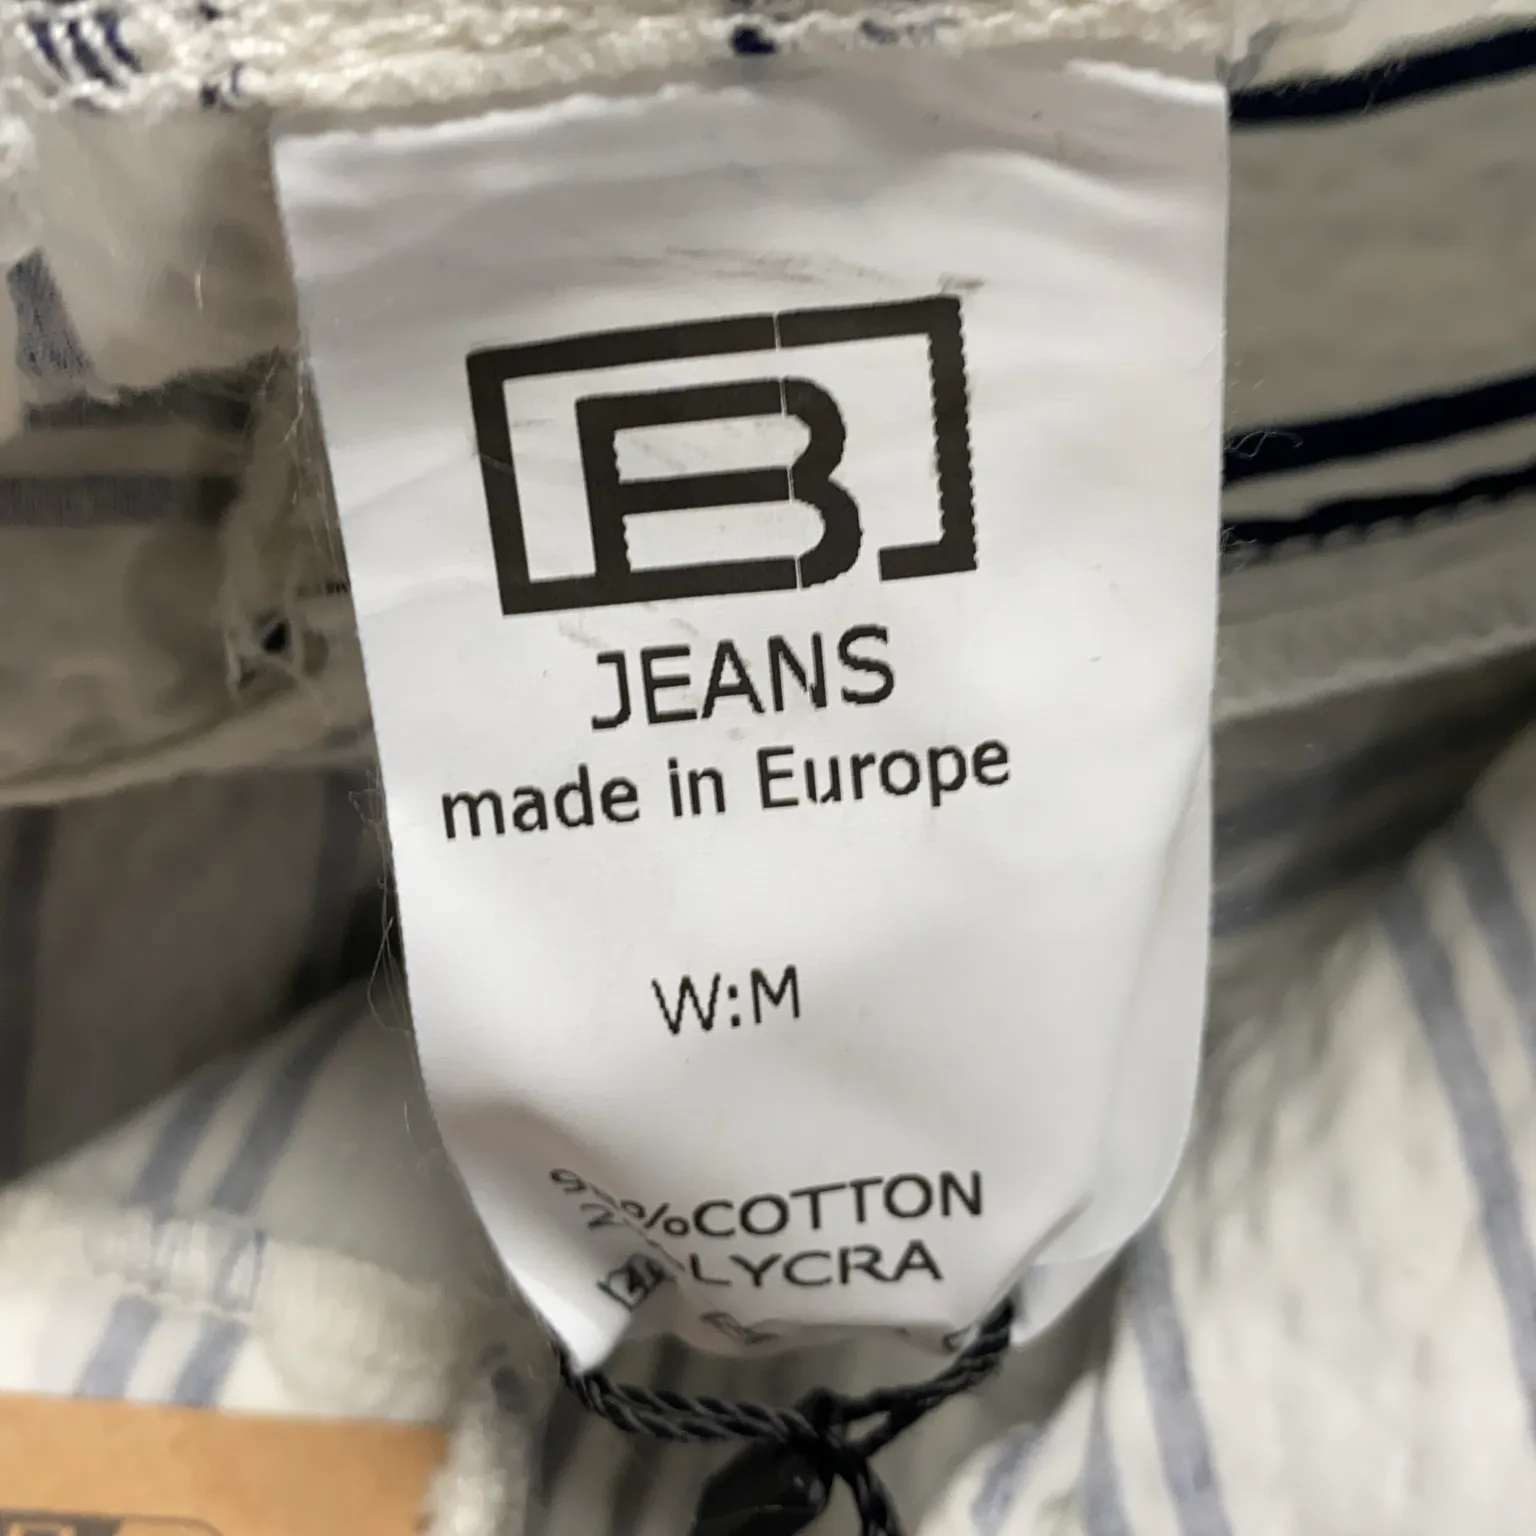 B
JEANS
made in Europe
W:M
%COTTON
LYCRA